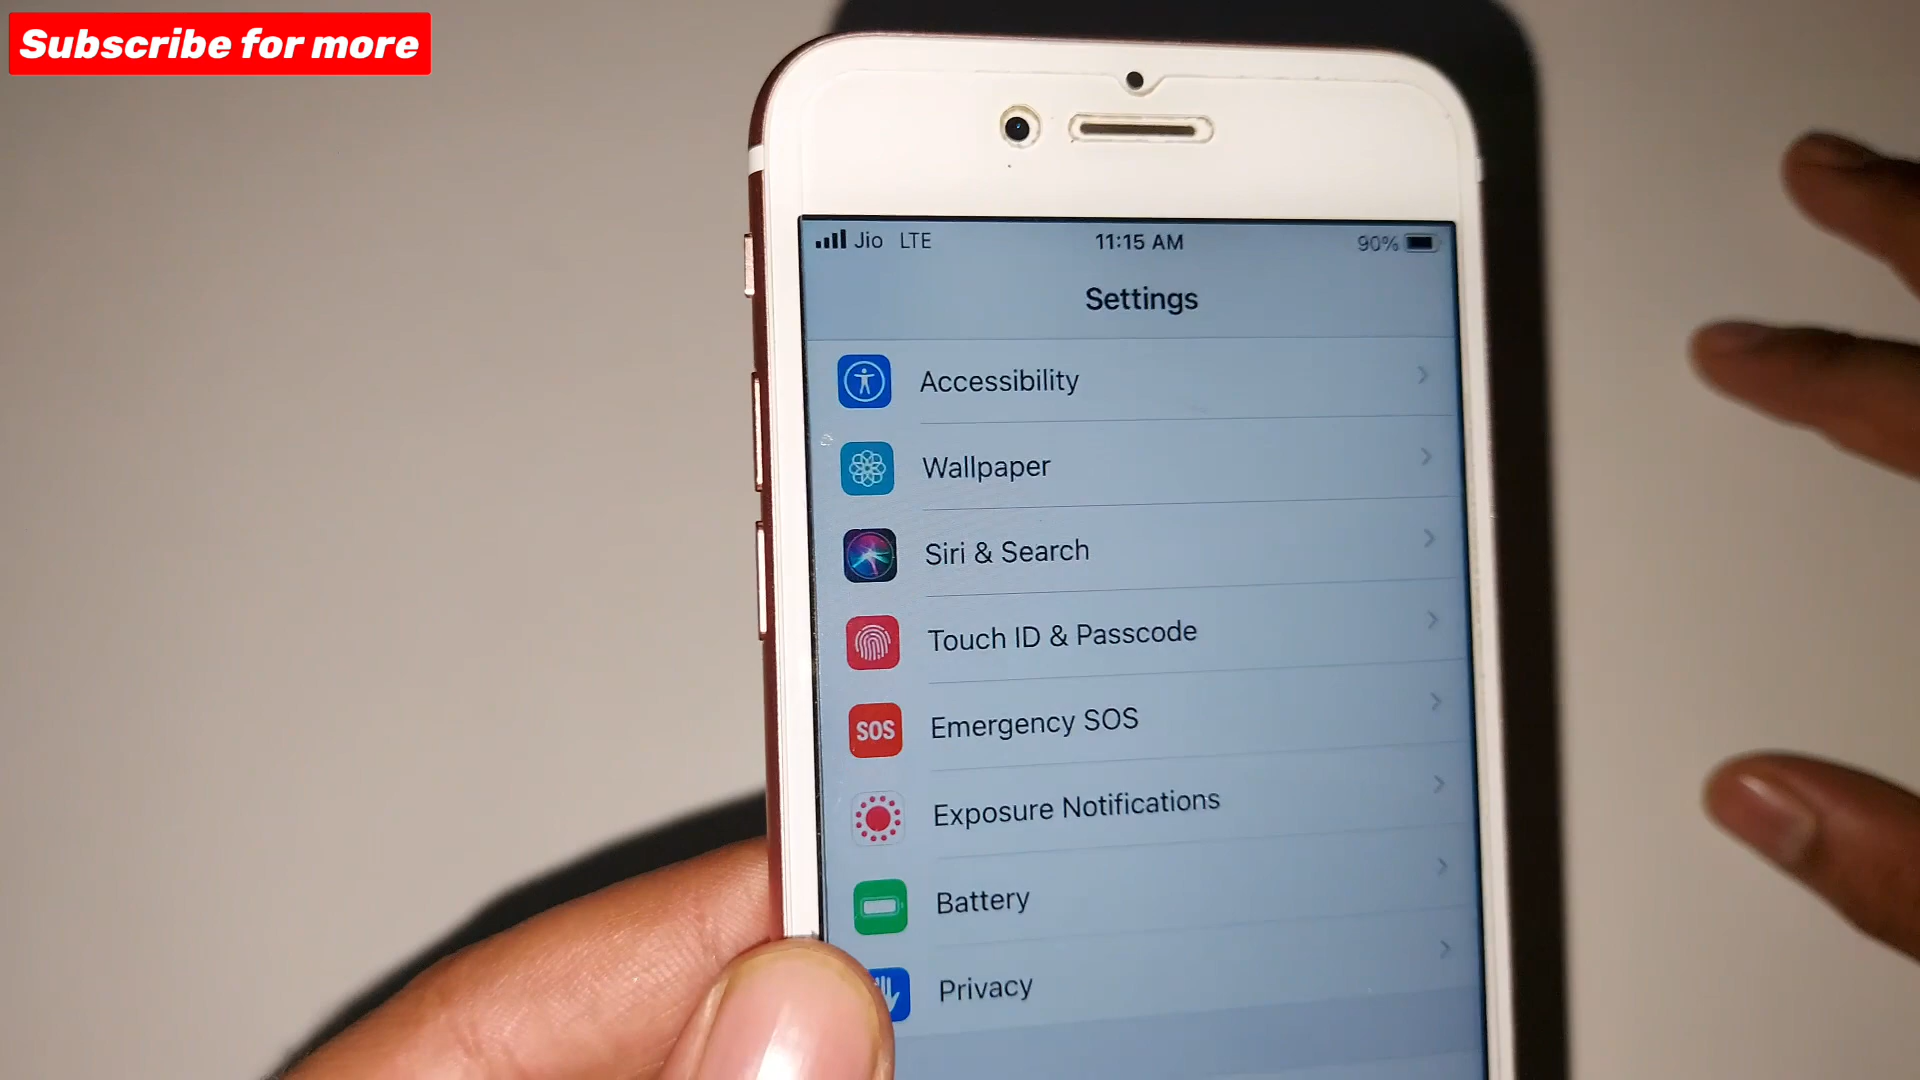 Subscribe for more
Jio LTE 11:15 AM 90%
Settings
Accessibility
Wallpaper
Siri & Search
Touch ID & Passcode
SOS Emergency SOS
Exposure Notifications
Battery
Privacy